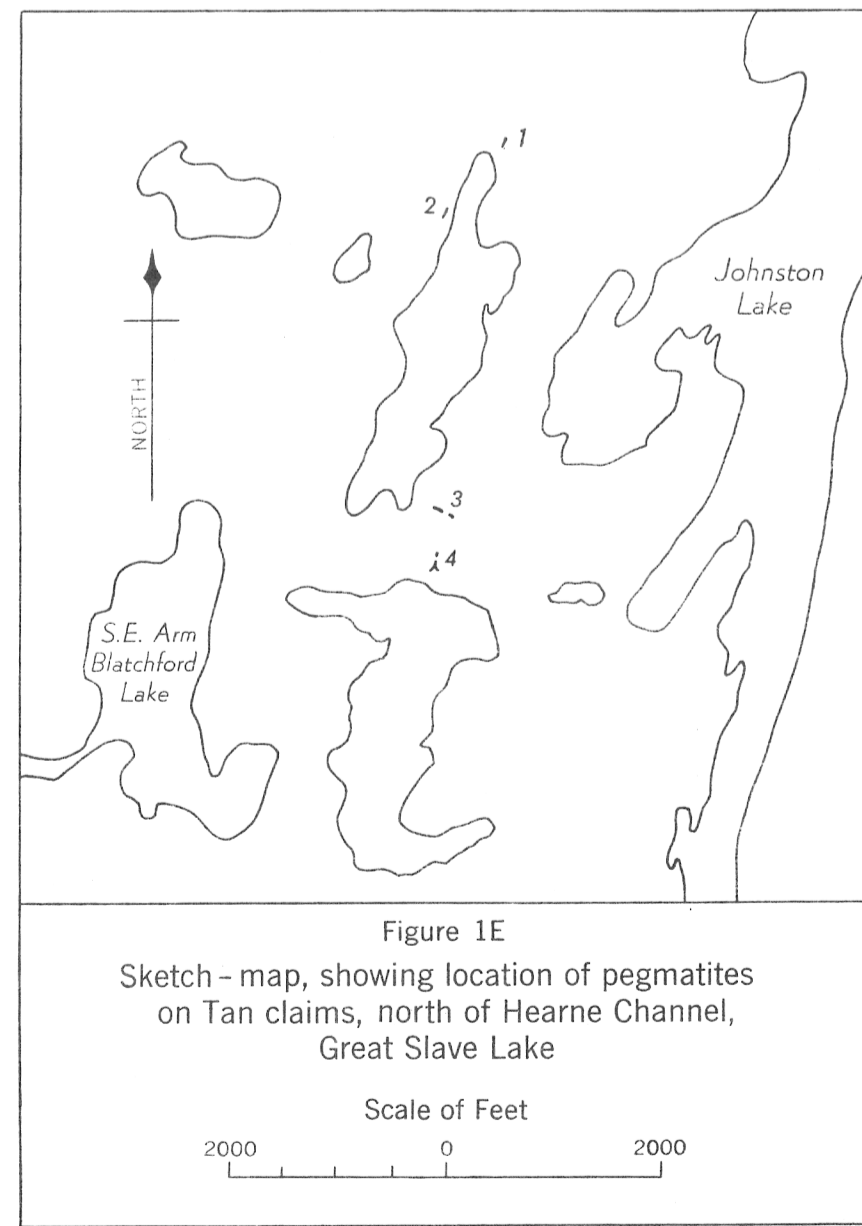 1
2
Johnston
Lake
NORTH
3
4
S.E. Arm
Blatchford
Lake
Figure 1E
Sketch-map, showing location of pegmatites
on Tan claims, north of Hearne Channel,
Great Slave Lake
Scale of Feet
2000 0 2000